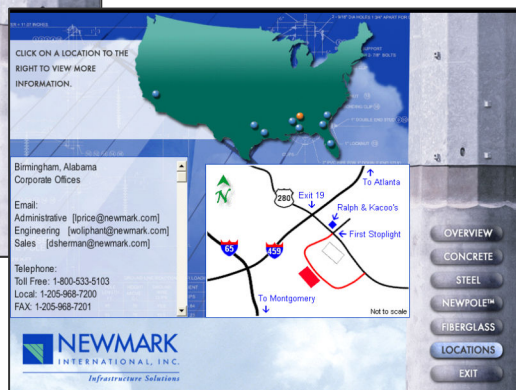 CLICK ON A LOCATION TO THE
RIGHT TO VIEW MORE
INFORMATION.
Birmingham, Alabama
Corporate Offices
Email:
Administrative [lprice@newmark.com]
Engineering [woliphant@newmark.com]
Sales [dsherman@newmark.com]
Telephone:
Toll Free: 1-800-533-5103
Local: 1-205-968-7200
FAX: 1-205-968-7201
To Atlanta
N
280
Exit 19
Ralph & Kacoo's
First Stoplight
65
459
To Montgomery
Not to scale
OVERVIEW
CONCRETE
STEEL
NEWPOLE™
FIBERGLASS
LOCATIONS
EXIT
NEWMARK
INTERNATIONAL, INC.
Infrastructure Solutions